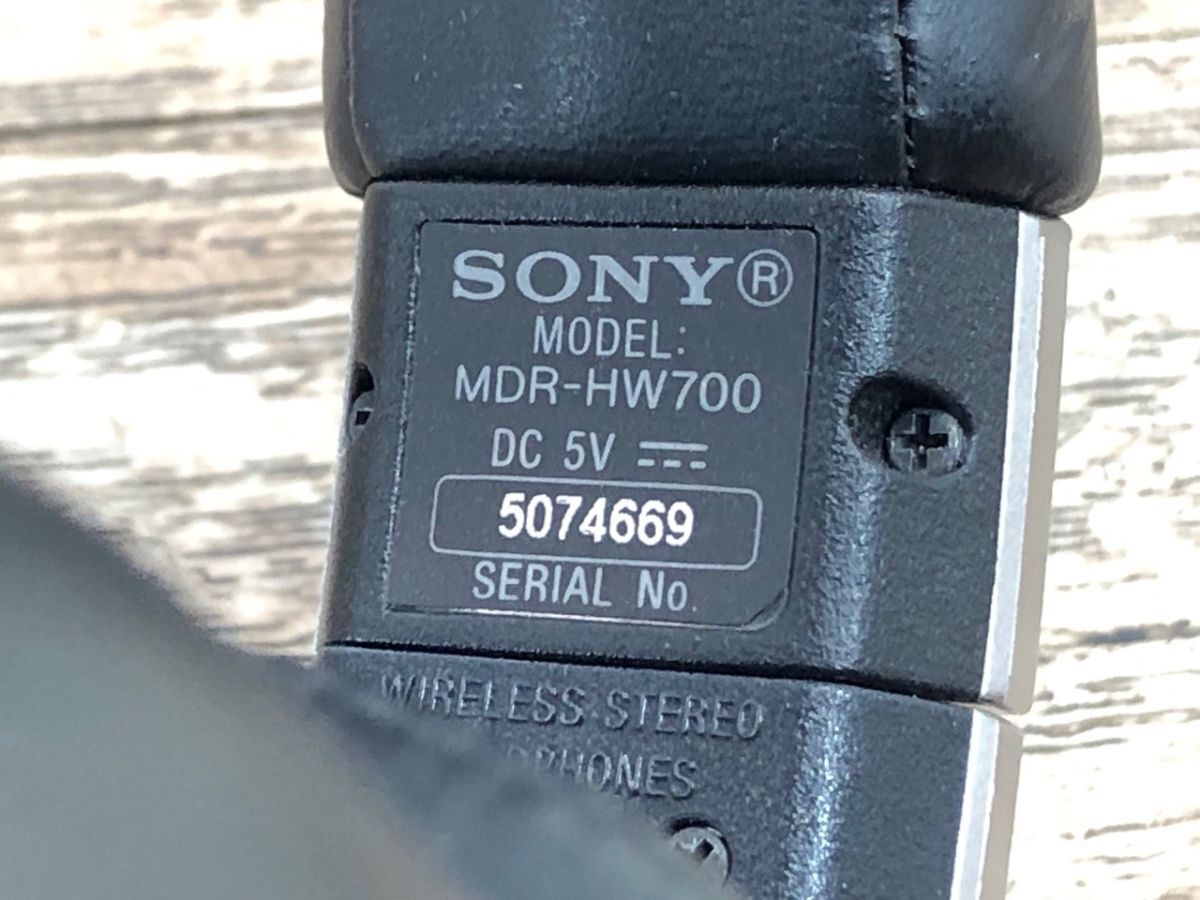 SONY®
MODEL:
MDR-HW700
DC 5V ⎓
5074669
SERIAL No.
WIRELESS STEREO